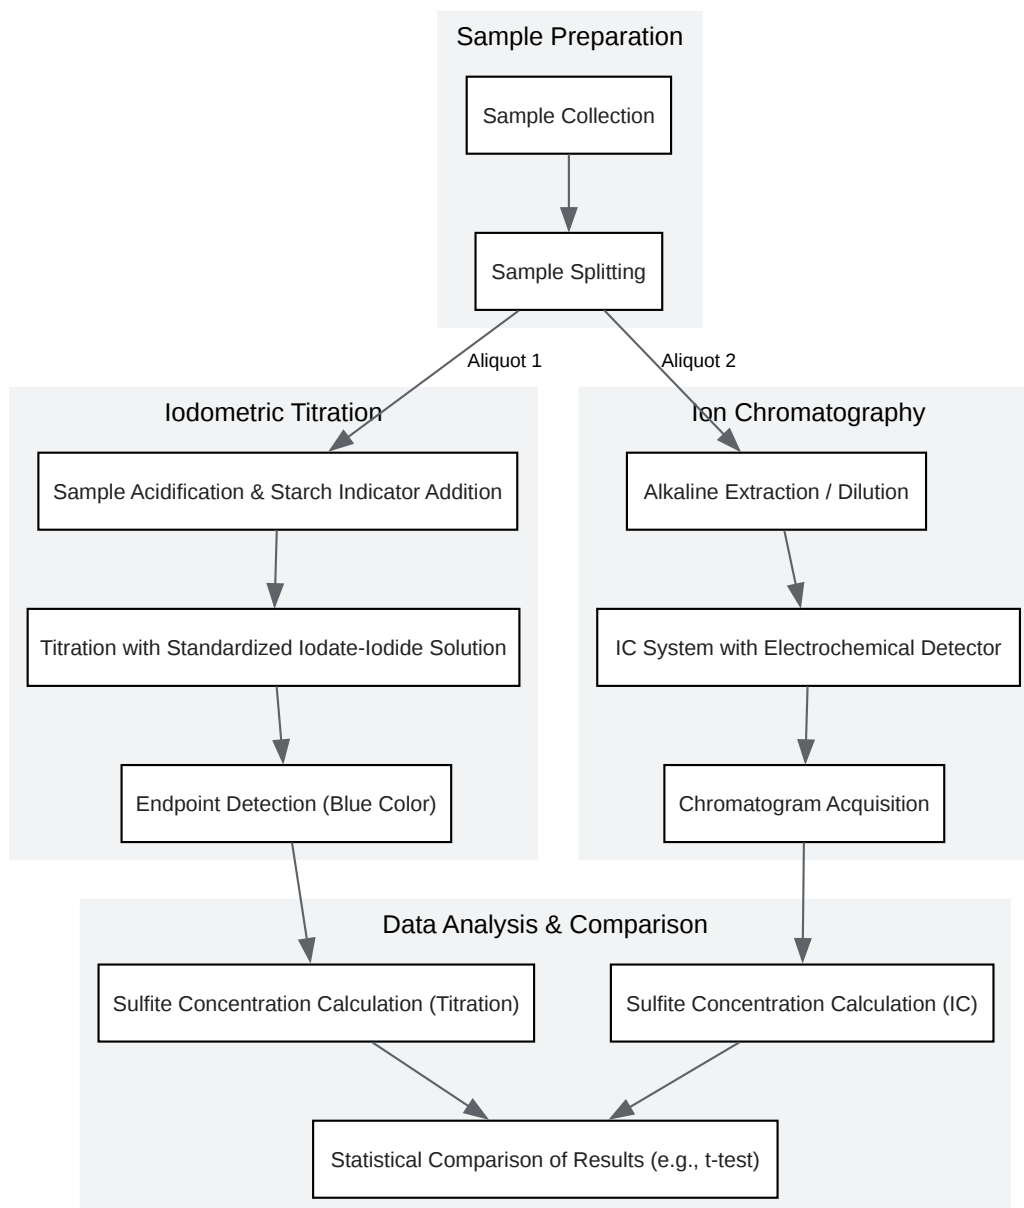 Sample Preparation
Sample Collection
Sample Splitting
Aliquot 1
Aliquot 2
Iodometric Titration
Sample Acidification & Starch Indicator Addition
Titration with Standardized Iodate-Iodide Solution
Endpoint Detection (Blue Color)
Ion Chromatography
Alkaline Extraction / Dilution
IC System with Electrochemical Detector
Chromatogram Acquisition
Data Analysis & Comparison
Sulfite Concentration Calculation (Titration)
Sulfite Concentration Calculation (IC)
Statistical Comparison of Results (e.g., t-test)